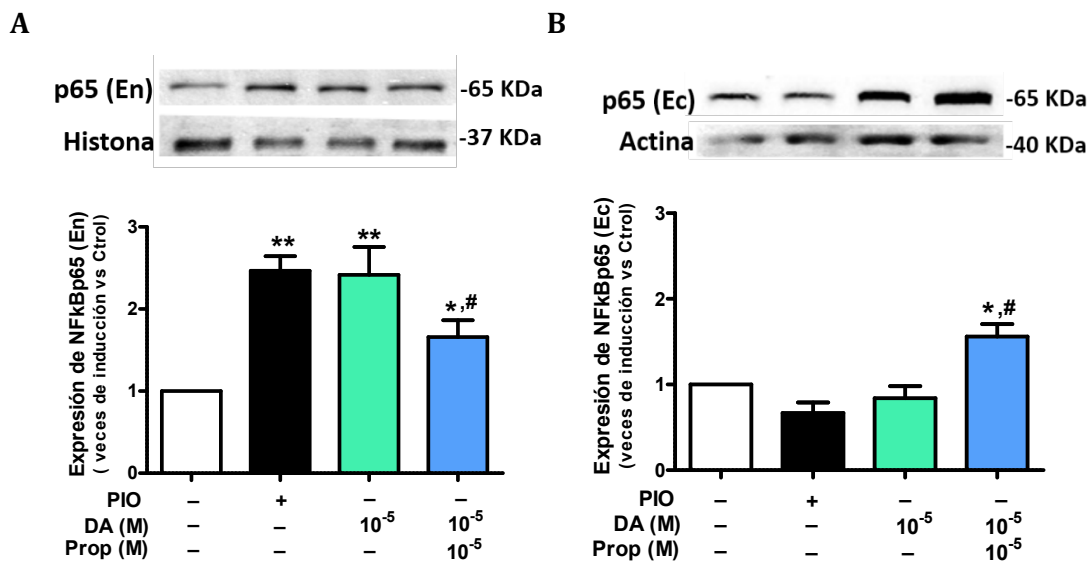 A
p65 (En)
-65 KDa
Histona
-37 KDa
Expresión de NFkBp65 (En)
( veces de inducción vs Ctrol)
3
2
1
0
**
**
*,#
PIO – + – –
DA (M) – – 10⁻⁵ 10⁻⁵
Prop (M) – – – 10⁻⁵
B
p65 (Ec)
-65 KDa
Actina
-40 KDa
Expresión de NFkBp65 (Ec)
(veces de inducción vs Ctrol)
3
2
1
0
*,#
PIO – + – –
DA (M) – – 10⁻⁵ 10⁻⁵
Prop (M) – – – 10⁻⁵